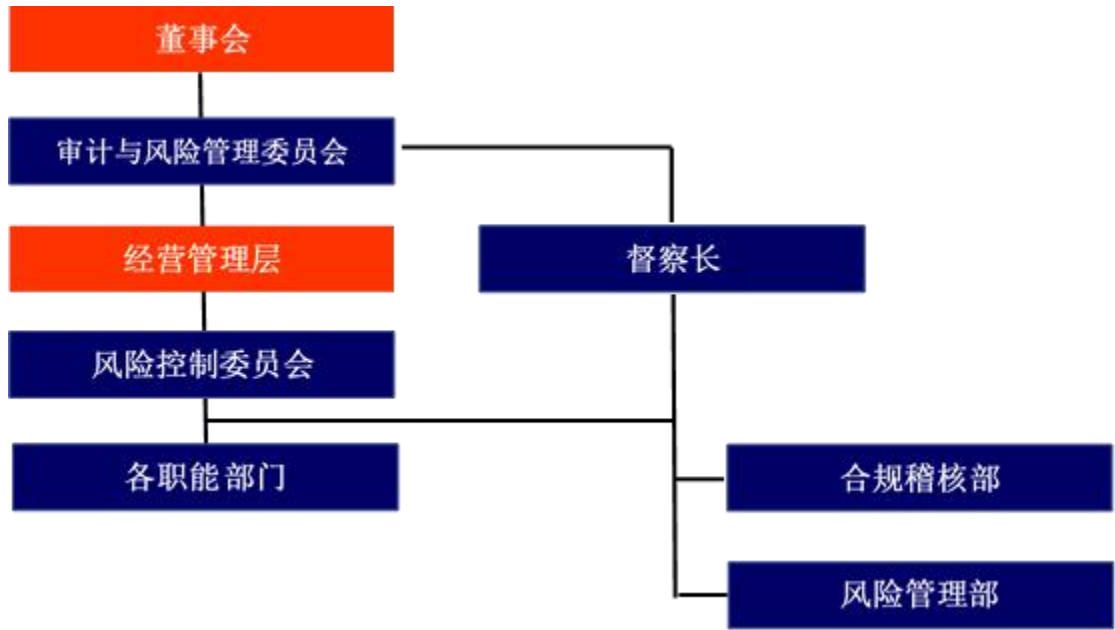 董事会
审计与风险管理委员会
经营管理层
督察长
风险控制委员会
各职能部门
合规稽核部
风险管理部